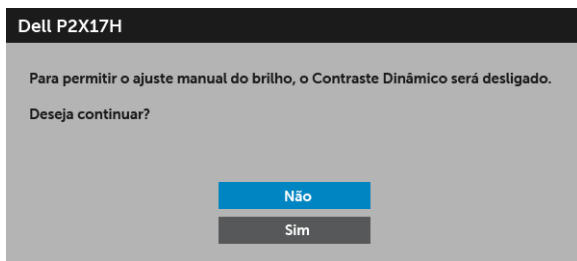 Dell P2X17H
Para permitir o ajuste manual do brilho, o Contraste Dinâmico será desligado.
Deseja continuar?
Não
Sim